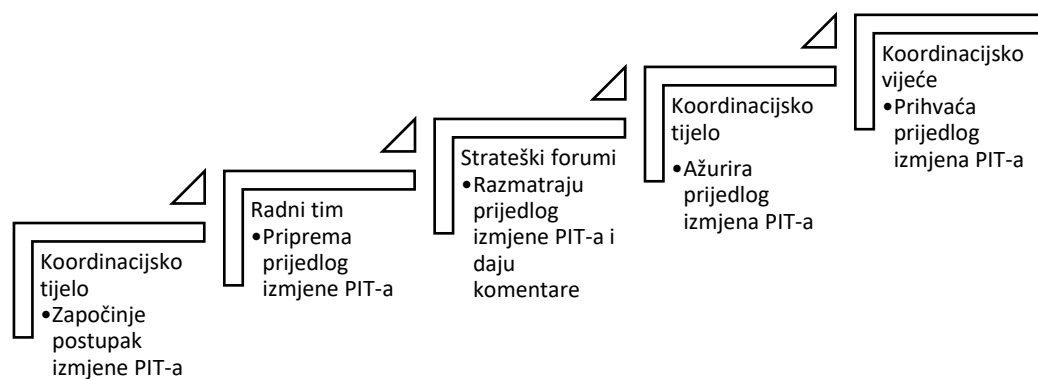 Koordinacijsko
tijelo
•Započinje
postupak
izmjene PIT-a
Radni tim
•Priprema
prijedlog
izmjene PIT-a
Strateški forumi
•Razmatraju
prijedlog
izmjene PIT-a i
daju
komentare
Koordinacijsko
tijelo
•Ažurira
prijedlog
izmjena PIT-a
Koordinacijsko
vijeće
•Prihvaća
prijedlog
izmjena PIT-a